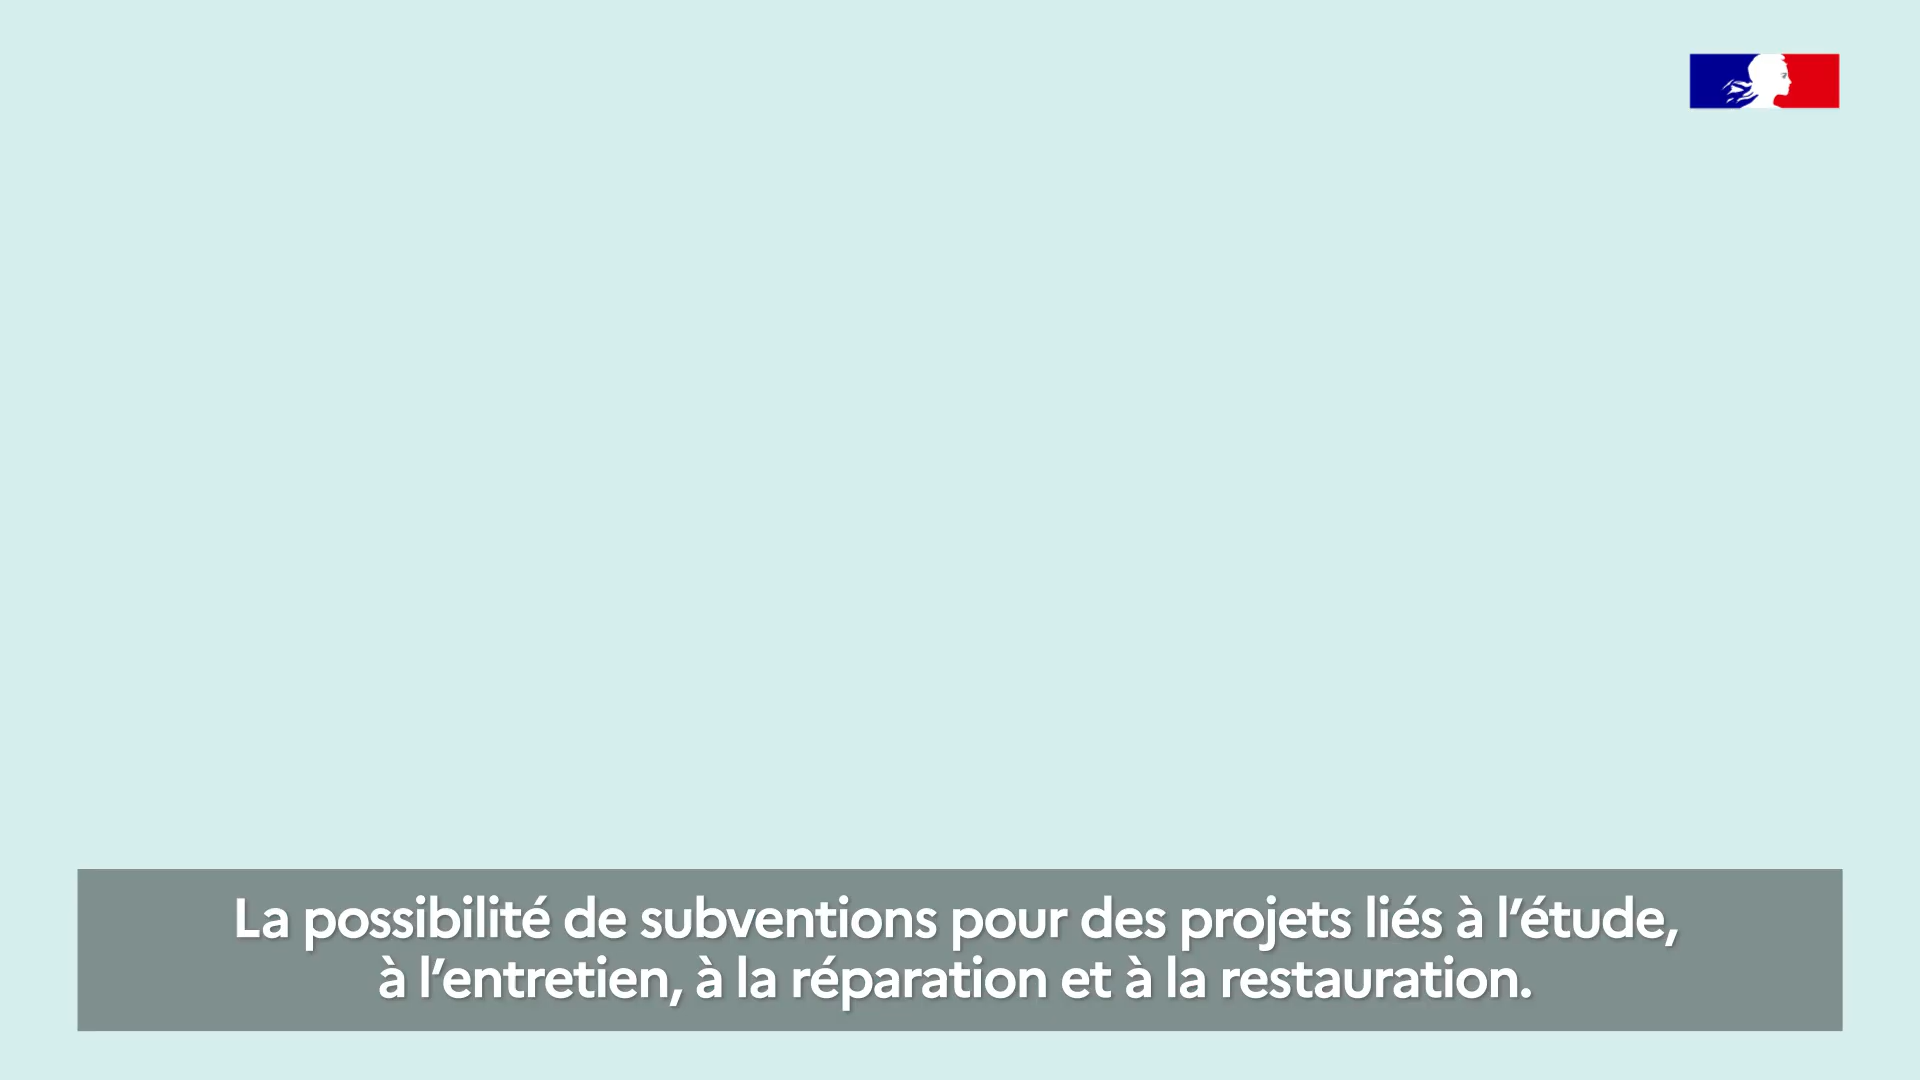 La possibilité de subventions pour des projets liés à l’étude,
à l’entretien, à la réparation et à la restauration.